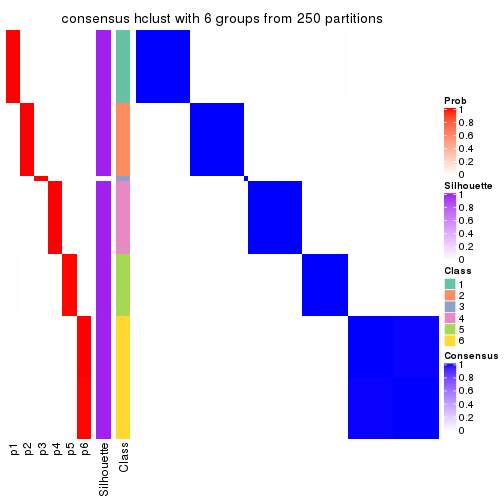 consensus hclust with 6 groups from 250 partitions
Prob
1
0.8
0.6
0.4
0.2
0
Silhouette
1
0.8
0.6
0.4
0.2
0
Class
1
2
3
4
5
6
Consensus
1
0.8
0.6
0.4
0.2
0
p1
p2
p3
p4
p5
p6
Silhouette
Class